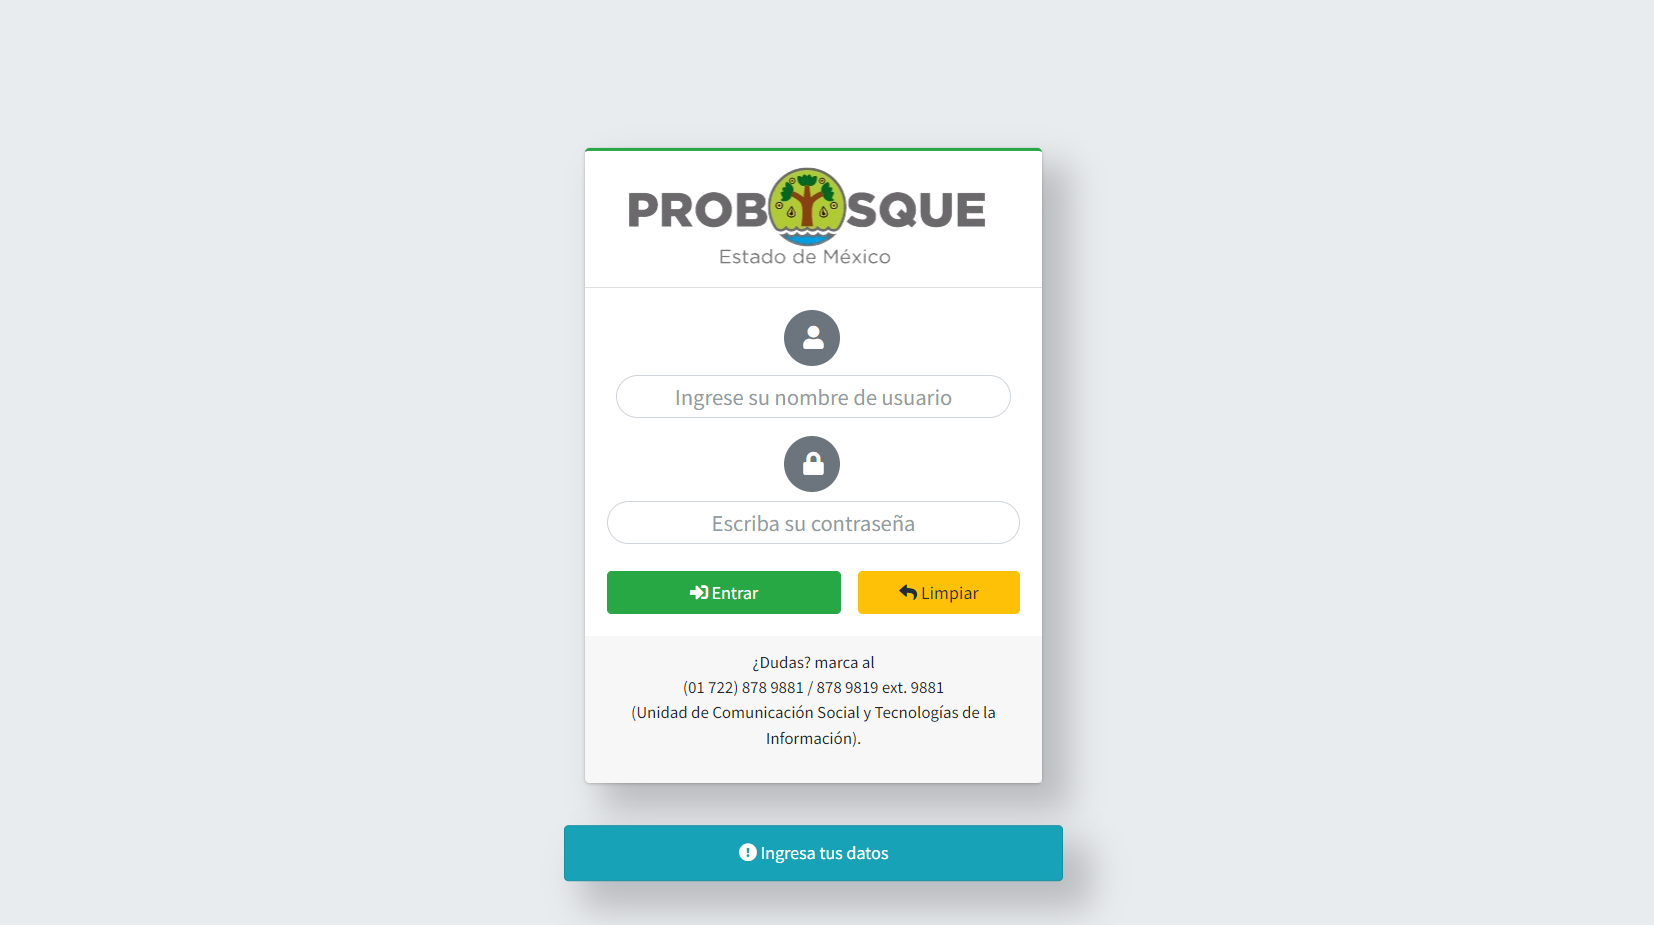 PROBOSQUE
Estado de México
Ingrese su nombre de usuario
Escriba su contraseña
Entrar
Limpiar
¿Dudas? marca al
(01 722) 878 9881 / 878 9819 ext. 9881
(Unidad de Comunicación Social y Tecnologías de la
Información).
Ingresa tus datos